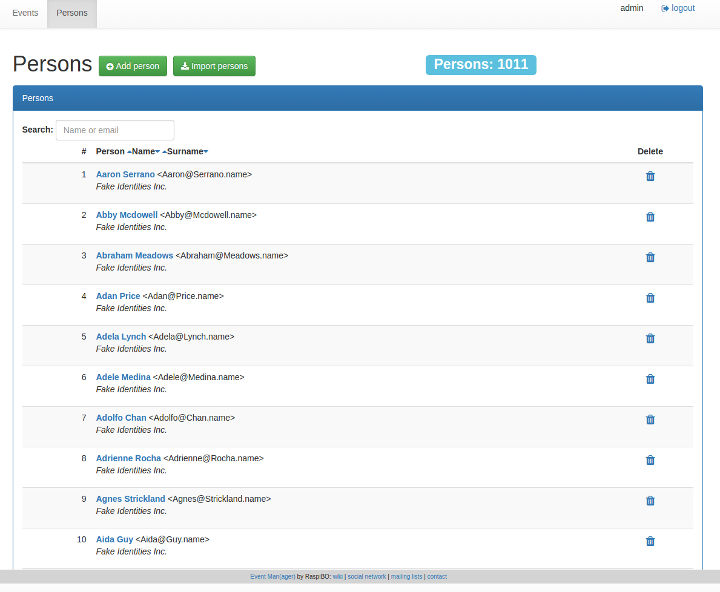 Events Persons admin logout
Persons Add person Import persons Persons: 1011
Persons
Search: Name or email
# Person Name Surname Delete
1 Aaron Serrano <Aaron@Serrano.name>
Fake Identities Inc.
2 Abby Mcdowell <Abby@Mcdowell.name>
Fake Identities Inc.
3 Abraham Meadows <Abraham@Meadows.name>
Fake Identities Inc.
4 Adan Price <Adan@Price.name>
Fake Identities Inc.
5 Adela Lynch <Adela@Lynch.name>
Fake Identities Inc.
6 Adele Medina <Adele@Medina.name>
Fake Identities Inc.
7 Adolfo Chan <Adolfo@Chan.name>
Fake Identities Inc.
8 Adrienne Rocha <Adrienne@Rocha.name>
Fake Identities Inc.
9 Agnes Strickland <Agnes@Strickland.name>
Fake Identities Inc.
10 Aida Guy <Aida@Guy.name>
Fake Identities Inc.
Event Man(ager) by RaspiBO: wiki | social network | mailing lists | contact